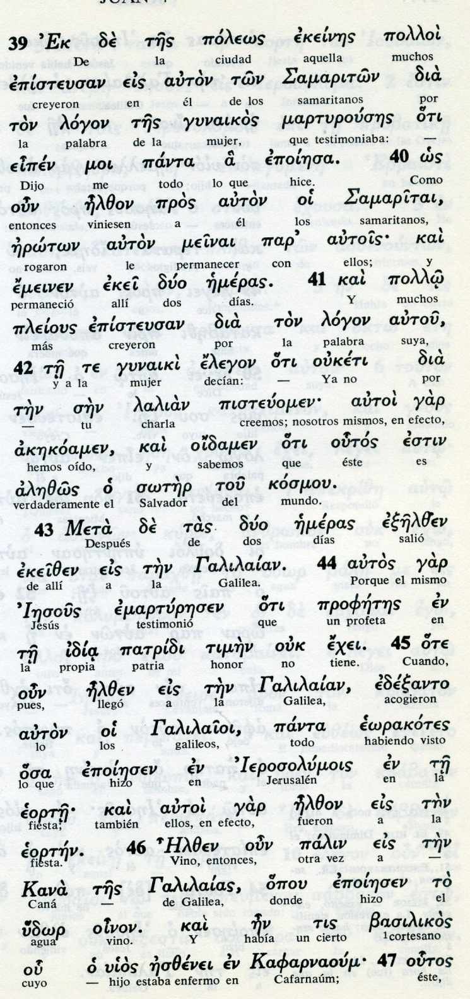 JUAN 4
39 Ἐκ δὲ τῆς πόλεως ἐκείνης πολλοὶ
De la ciudad aquella muchos
ἐπίστευσαν εἰς αὐτὸν τῶν Σαμαριτῶν διὰ
creyeron en él de los samaritanos por
τὸν λόγον τῆς γυναικὸς μαρτυρούσης ὅτι
la palabra de la mujer, que testimoniaba: —
εἶπέν μοι πάντα ἃ ἐποίησα. 40 ὡς
Dijo me todo lo que hice. Como
οὖν ἦλθον πρὸς αὐτὸν οἱ Σαμαρῖται,
entonces viniesen a él los samaritanos,
ἠρώτων αὐτὸν μεῖναι παρ' αὐτοῖς· καὶ
rogaron le permanecer con ellos; y
ἔμεινεν ἐκεῖ δύο ἡμέρας. 41 καὶ πολλῷ
permaneció allí dos días. Y muchos
πλείους ἐπίστευσαν διὰ τὸν λόγον αὐτοῦ,
más creyeron por la palabra suya,
42 τῇ τε γυναικὶ ἔλεγον ὅτι οὐκέτι διὰ
y a la mujer decían: — Ya no por
τὴν σὴν λαλιὰν πιστεύομεν· αὐτοὶ γὰρ
— tu charla creemos; nosotros mismos, en efecto,
ἀκηκόαμεν, καὶ οἴδαμεν ὅτι οὗτός ἐστιν
hemos oído, y sabemos que éste es
ἀληθῶς ὁ σωτὴρ τοῦ κόσμου.
verdaderamente el Salvador del mundo.
43 Μετὰ δὲ τὰς δύο ἡμέρας ἐξῆλθεν
Después de dos días salió
ἐκεῖθεν εἰς τὴν Γαλιλαίαν. 44 αὐτὸς γὰρ
de allí a la Galilea. Porque el mismo
Ἰησοῦς ἐμαρτύρησεν ὅτι προφήτης ἐν
Jesús testimonió que un profeta en
τῇ ἰδίᾳ πατρίδι τιμὴν οὐκ ἔχει. 45 ὅτε
la propia patria honor no tiene. Cuando,
οὖν ἦλθεν εἰς τὴν Γαλιλαίαν, ἐδέξαντο
pues, llegó a la Galilea, acogieron
αὐτὸν οἱ Γαλιλαῖοι, πάντα ἑωρακότες
lo los galileos, todo habiendo visto
ὅσα ἐποίησεν ἐν Ἱεροσολύμοις ἐν τῇ
lo que hizo en Jerusalén en la
ἑορτῇ· καὶ αὐτοὶ γὰρ ἦλθον εἰς τὴν
fiesta; también ellos, en efecto, fueron a la
ἑορτήν. 46 Ἦλθεν οὖν πάλιν εἰς τὴν
fiesta. Vino, entonces, otra vez a —
Κανὰ τῆς Γαλιλαίας, ὅπου ἐποίησεν τὸ
Caná — de Galilea, donde hizo el
ὕδωρ οἶνον. καὶ ἦν τις βασιλικὸς
agua vino. Y había un cierto 1cortesano
οὗ ὁ υἱὸς ἠσθένει ἐν Καφαρναούμ· 47 οὗτος
cuyo — hijo estaba enfermo en Cafarnaúm; éste,